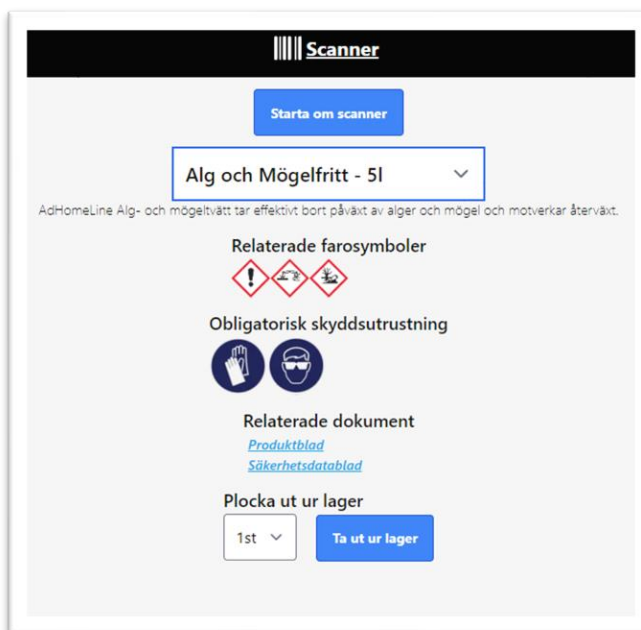 Scanner
Starta om scanner
Alg och Mögelfritt - 5l
AdHomeLine Alg- och mögeltvätt tar effektivt bort påväxt av alger och mögel och motverkar återväxt.
Relaterade farosymboler
Obligatorisk skyddsutrustning
Relaterade dokument
Produktblad
Säkerhetsdatablad
Plocka ut ur lager
1st
Ta ut ur lager